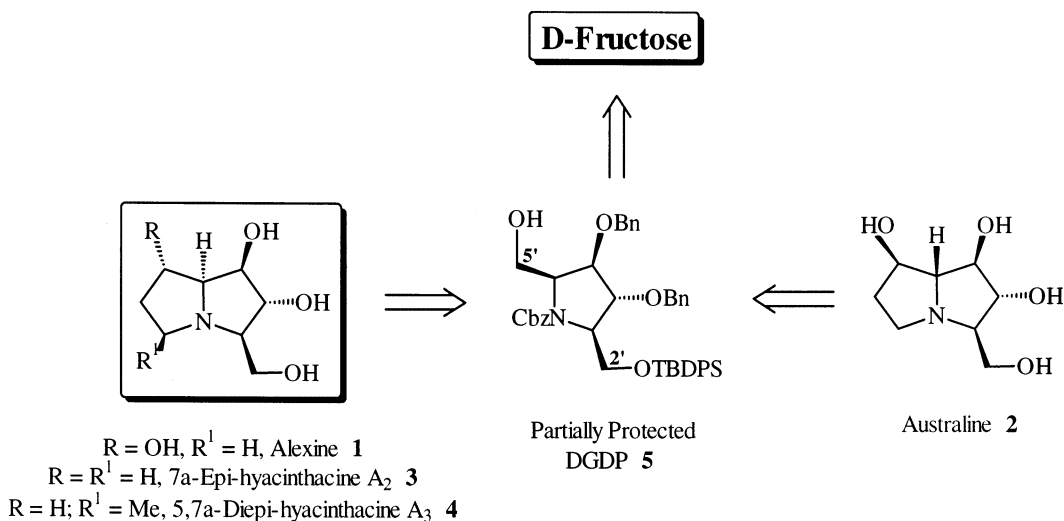 D-Fructose
R
H
OH
OH
N
R¹
OH
OH
5'
OBn
OBn
CbzN
2'
OTBDPS
HO
H
OH
OH
N
OH
R = OH, R¹ = H, Alexine 1
R = R¹ = H, 7a-Epi-hyacinthacine A₂ 3
R = H; R¹ = Me, 5,7a-Diepi-hyacinthacine A₃ 4
Partially Protected
DGDP 5
Australine 2